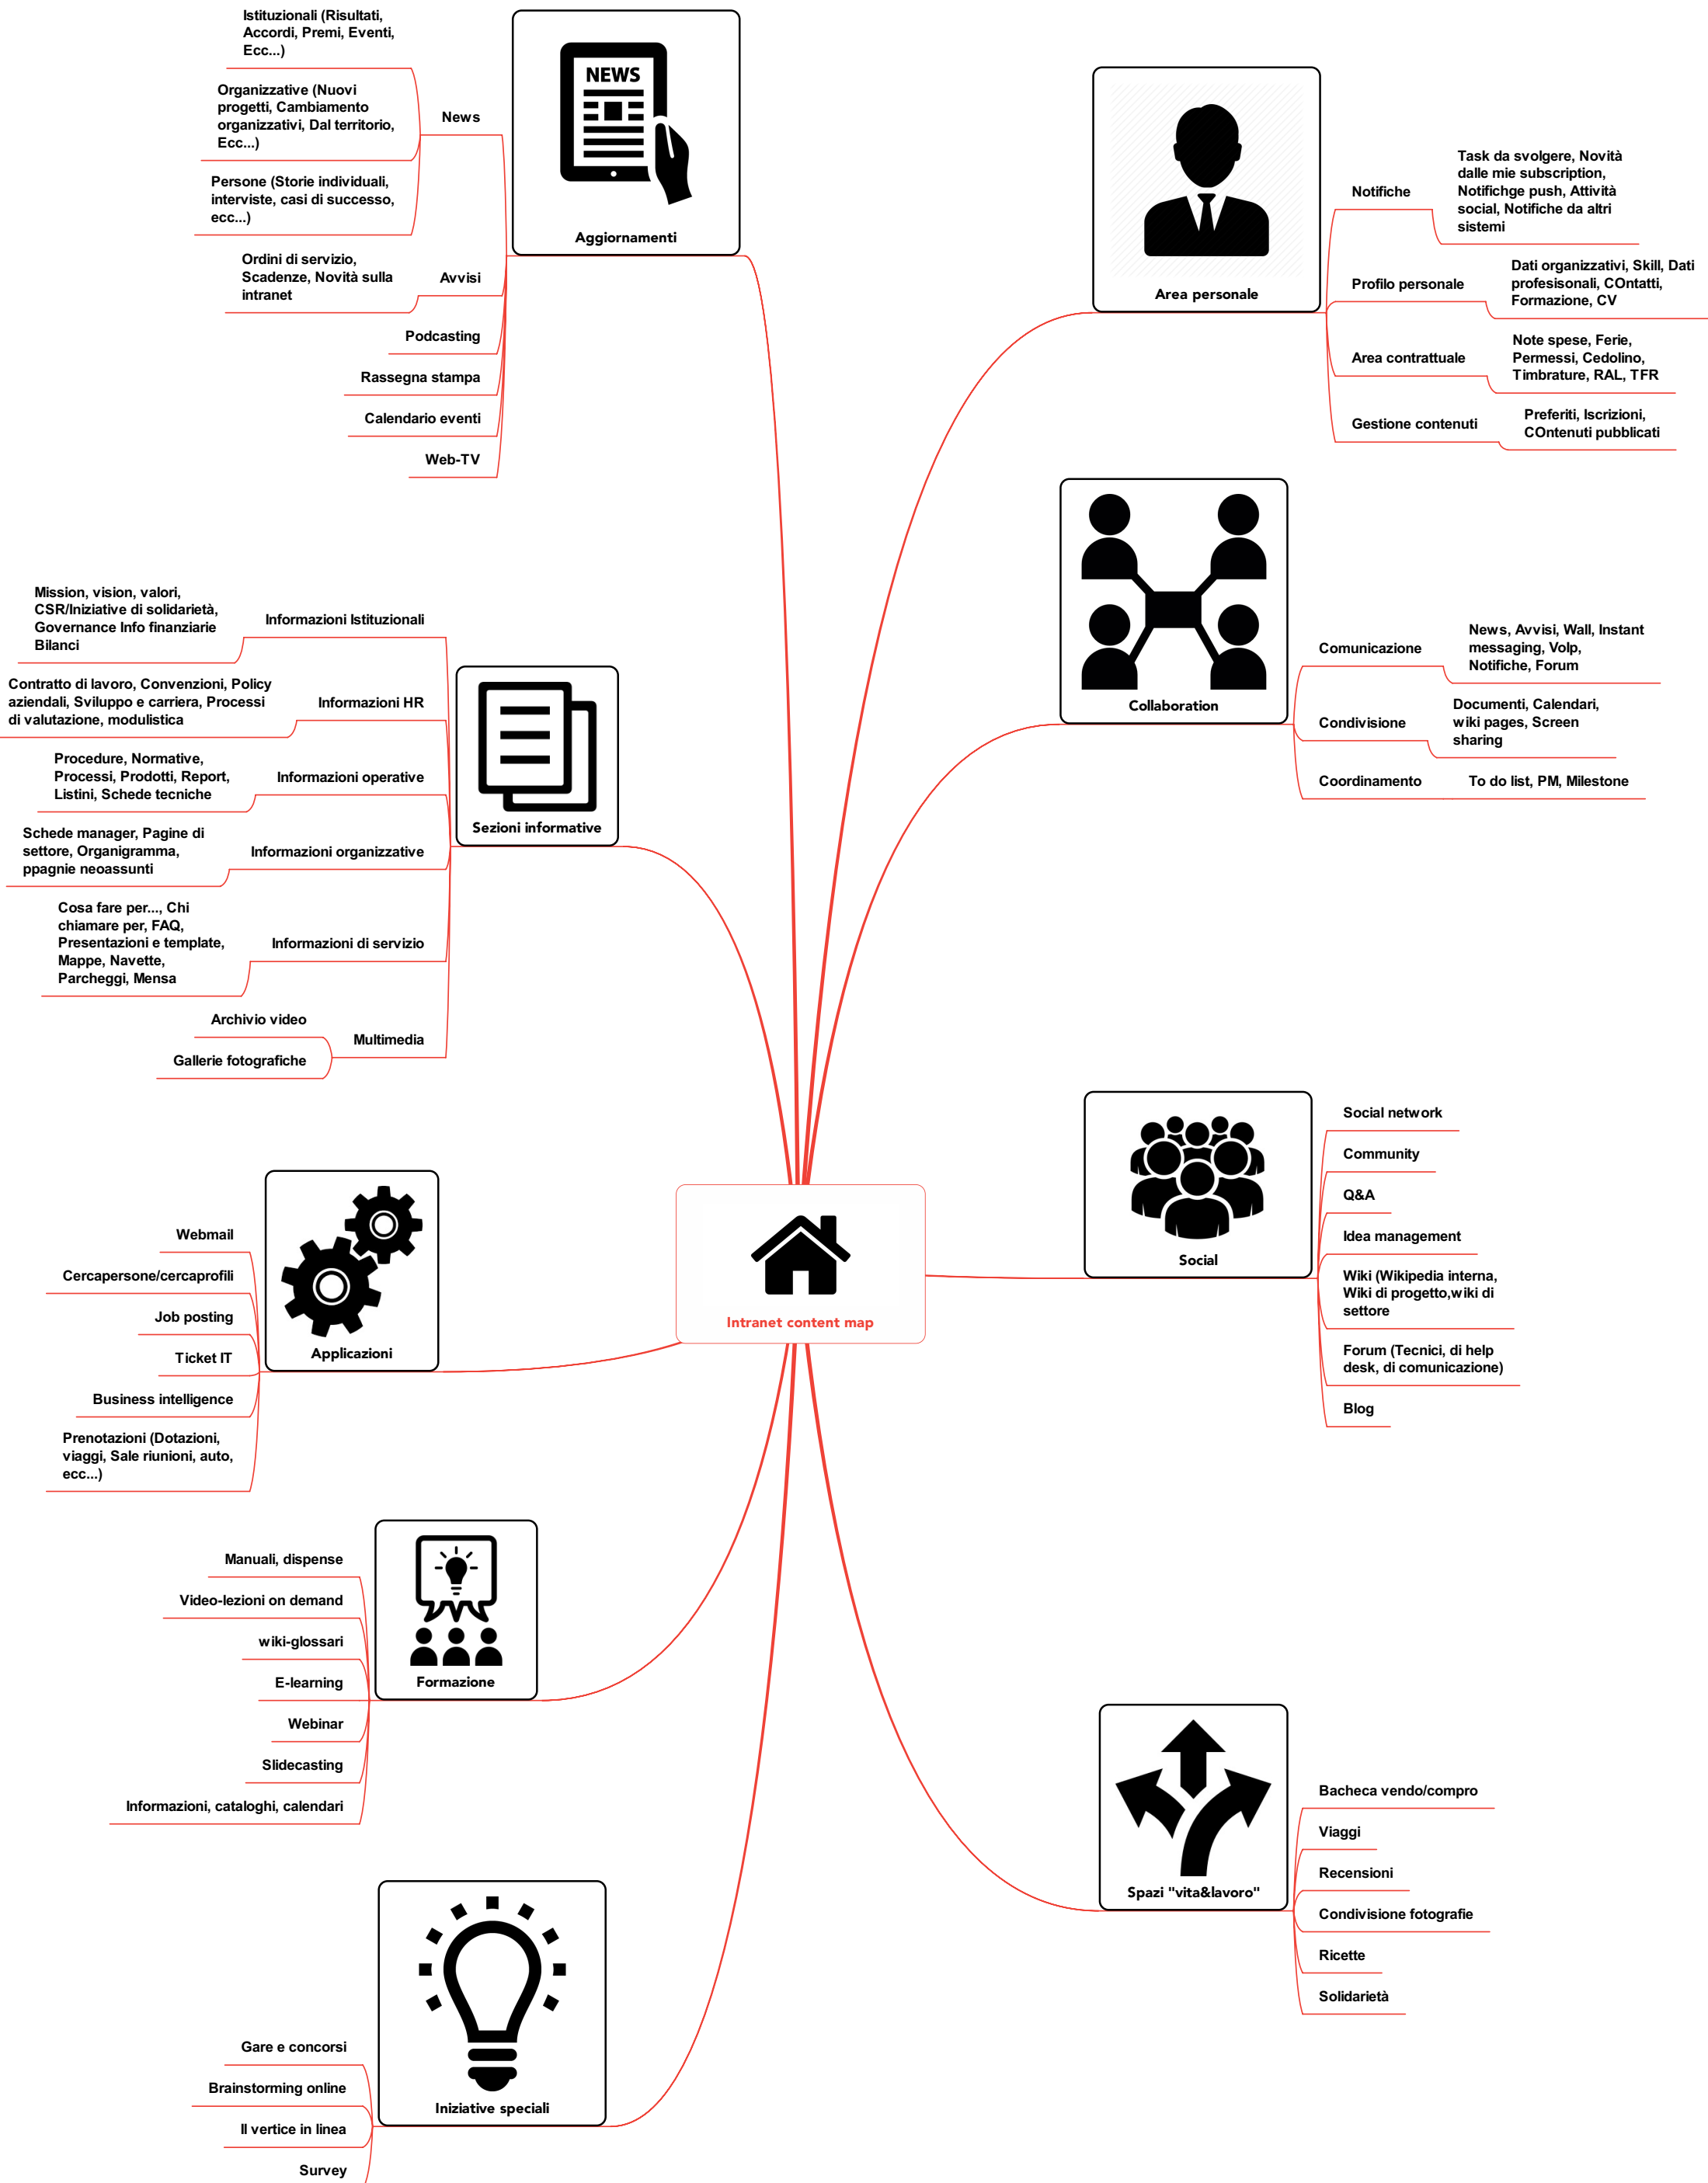 Intranet content map
NEWS
Aggiornamenti
News
Istituzionali (Risultati,
Accordi, Premi, Eventi,
Ecc...)
Organizzative (Nuovi
progetti, Cambiamento
organizzativi, Dal territorio,
Ecc...)
Persone (Storie individuali,
interviste, casi di successo,
ecc...)
Avvisi
Ordini di servizio,
Scadenze, Novità sulla
intranet
Podcasting
Rassegna stampa
Calendario eventi
Web-TV
Sezioni informative
Informazioni Istituzionali
Mission, vision, valori,
CSR/Iniziative di solidarietà,
Governance Info finanziarie
Bilanci
Informazioni HR
Contratto di lavoro, Convenzioni, Policy
aziendali, Sviluppo e carriera, Processi
di valutazione, modulistica
Informazioni operative
Procedure, Normative,
Processi, Prodotti, Report,
Listini, Schede tecniche
Informazioni organizzative
Schede manager, Pagine di
settore, Organigramma,
ppagnie neoassunti
Informazioni di servizio
Cosa fare per..., Chi
chiamare per, FAQ,
Presentazioni e template,
Mappe, Navette,
Parcheggi, Mensa
Multimedia
Archivio video
Gallerie fotografiche
Applicazioni
Webmail
Cercapersone/cercaprofili
Job posting
Ticket IT
Business intelligence
Prenotazioni (Dotazioni,
viaggi, Sale riunioni, auto,
ecc...)
Formazione
Manuali, dispense
Video-lezioni on demand
wiki-glossari
E-learning
Webinar
Slidecasting
Informazioni, cataloghi, calendari
Iniziative speciali
Gare e concorsi
Brainstorming online
Il vertice in linea
Survey
Area personale
Notifiche
Task da svolgere, Novità
dalle mie subscription,
Notifichge push, Attività
social, Notifiche da altri
sistemi
Profilo personale
Dati organizzativi, Skill, Dati
profesisonali, COntatti,
Formazione, CV
Area contrattuale
Note spese, Ferie,
Permessi, Cedolino,
Timbrature, RAL, TFR
Gestione contenuti
Preferiti, Iscrizioni,
COntenuti pubblicati
Collaboration
Comunicazione
News, Avvisi, Wall, Instant
messaging, VoIp,
Notifiche, Forum
Condivisione
Documenti, Calendari,
wiki pages, Screen
sharing
Coordinamento
To do list, PM, Milestone
Social
Social network
Community
Q&A
Idea management
Wiki (Wikipedia interna,
Wiki di progetto,wiki di
settore
Forum (Tecnici, di help
desk, di comunicazione)
Blog
Spazi "vita&lavoro"
Bacheca vendo/compro
Viaggi
Recensioni
Condivisione fotografie
Ricette
Solidarietà